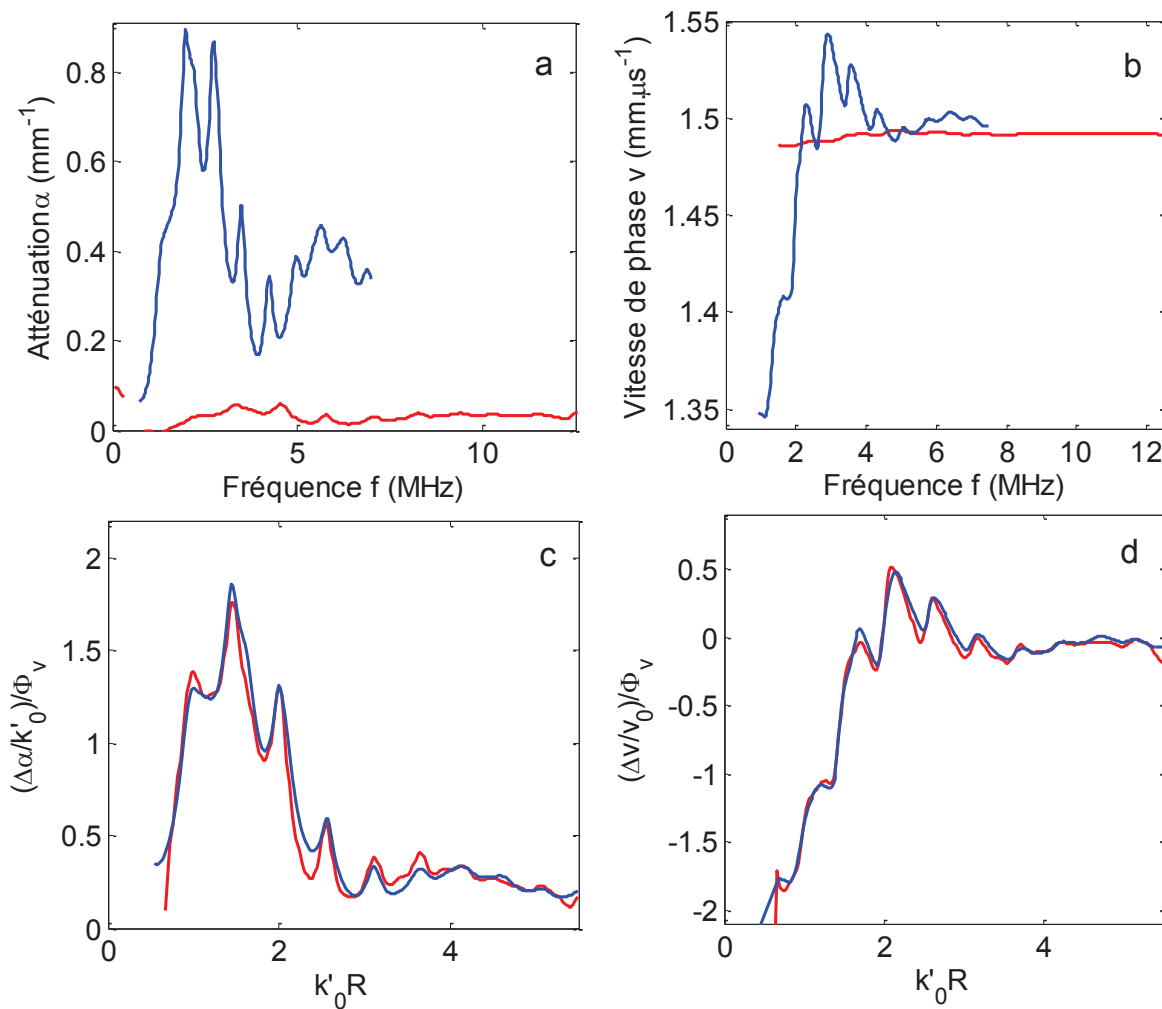 a
Atténuationα (mm⁻¹)
0.8
0.6
0.4
0.2
0
0 5 10
Fréquence f (MHz)
b
Vitesse de phase v (mm.µs⁻¹)
1.55
1.5
1.45
1.4
1.35
0 2 4 6 8 10 12
Fréquence f (MHz)
c
(Δα/k'₀)/Φᵥ
2
1.5
1
0.5
0
0 2 4
k'₀R
d
(Δv/v₀)/Φᵥ
0.5
0
-0.5
-1
-1.5
-2
0 2 4
k'₀R